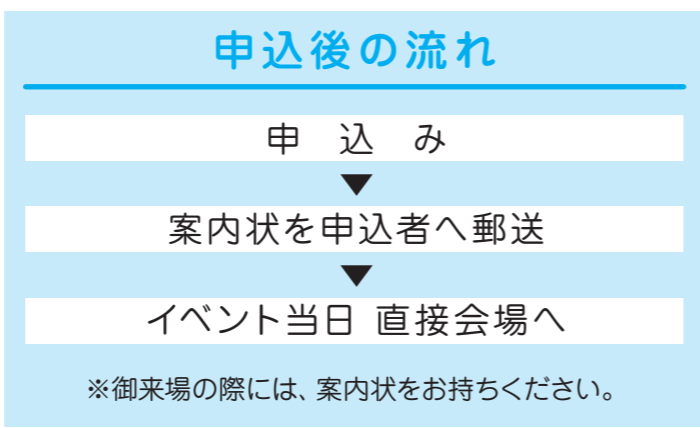 申込後の流れ
申　込　み
▼
案内状を申込者へ郵送
▼
イベント当日 直接会場へ
※御来場の際には、案内状をお持ちください。